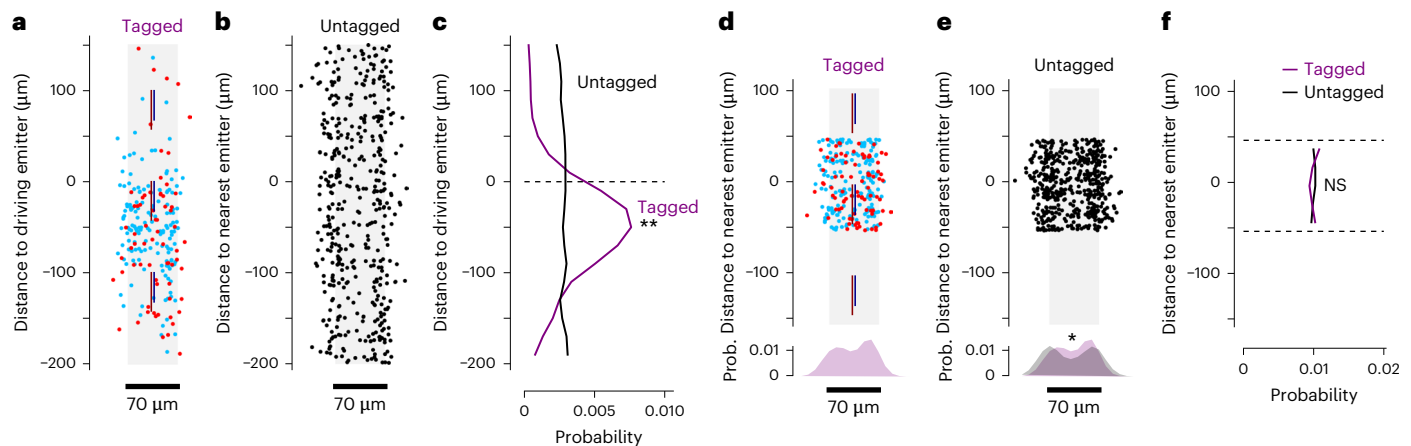 a
Tagged
Distance to driving emitter (μm)
100
0
−100
−200
70 μm
b
Untagged
Distance to nearest emitter (μm)
70 μm
c
Distance to driving emitter (μm)
100
0
−100
−200
Untagged
Tagged
**
0
0.005
0.010
Probability
d
Tagged
Distance to nearest emitter (μm)
100
0
−100
Prob.
0.01
0
70 μm
e
Untagged
Distance to nearest emitter (μm)
100
0
−100
Prob.
0.01
0
*
70 μm
f
Tagged
Untagged
Distance to nearest emitter (μm)
100
0
−100
NS
0
0.01
0.02
Probability